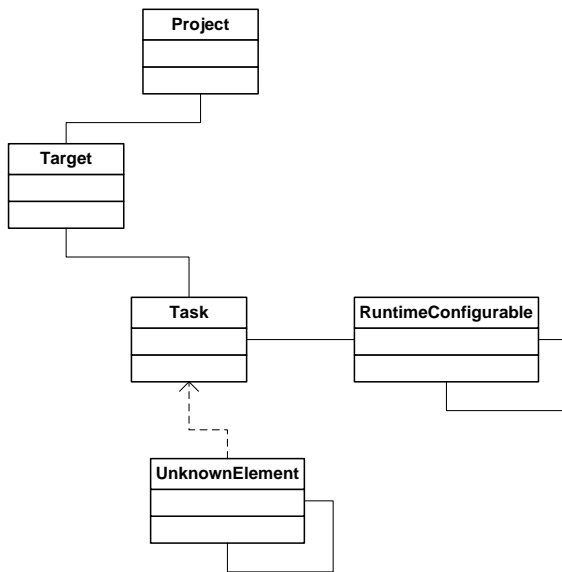 Project
Target
Task
RuntimeConfigurable
UnknownElement